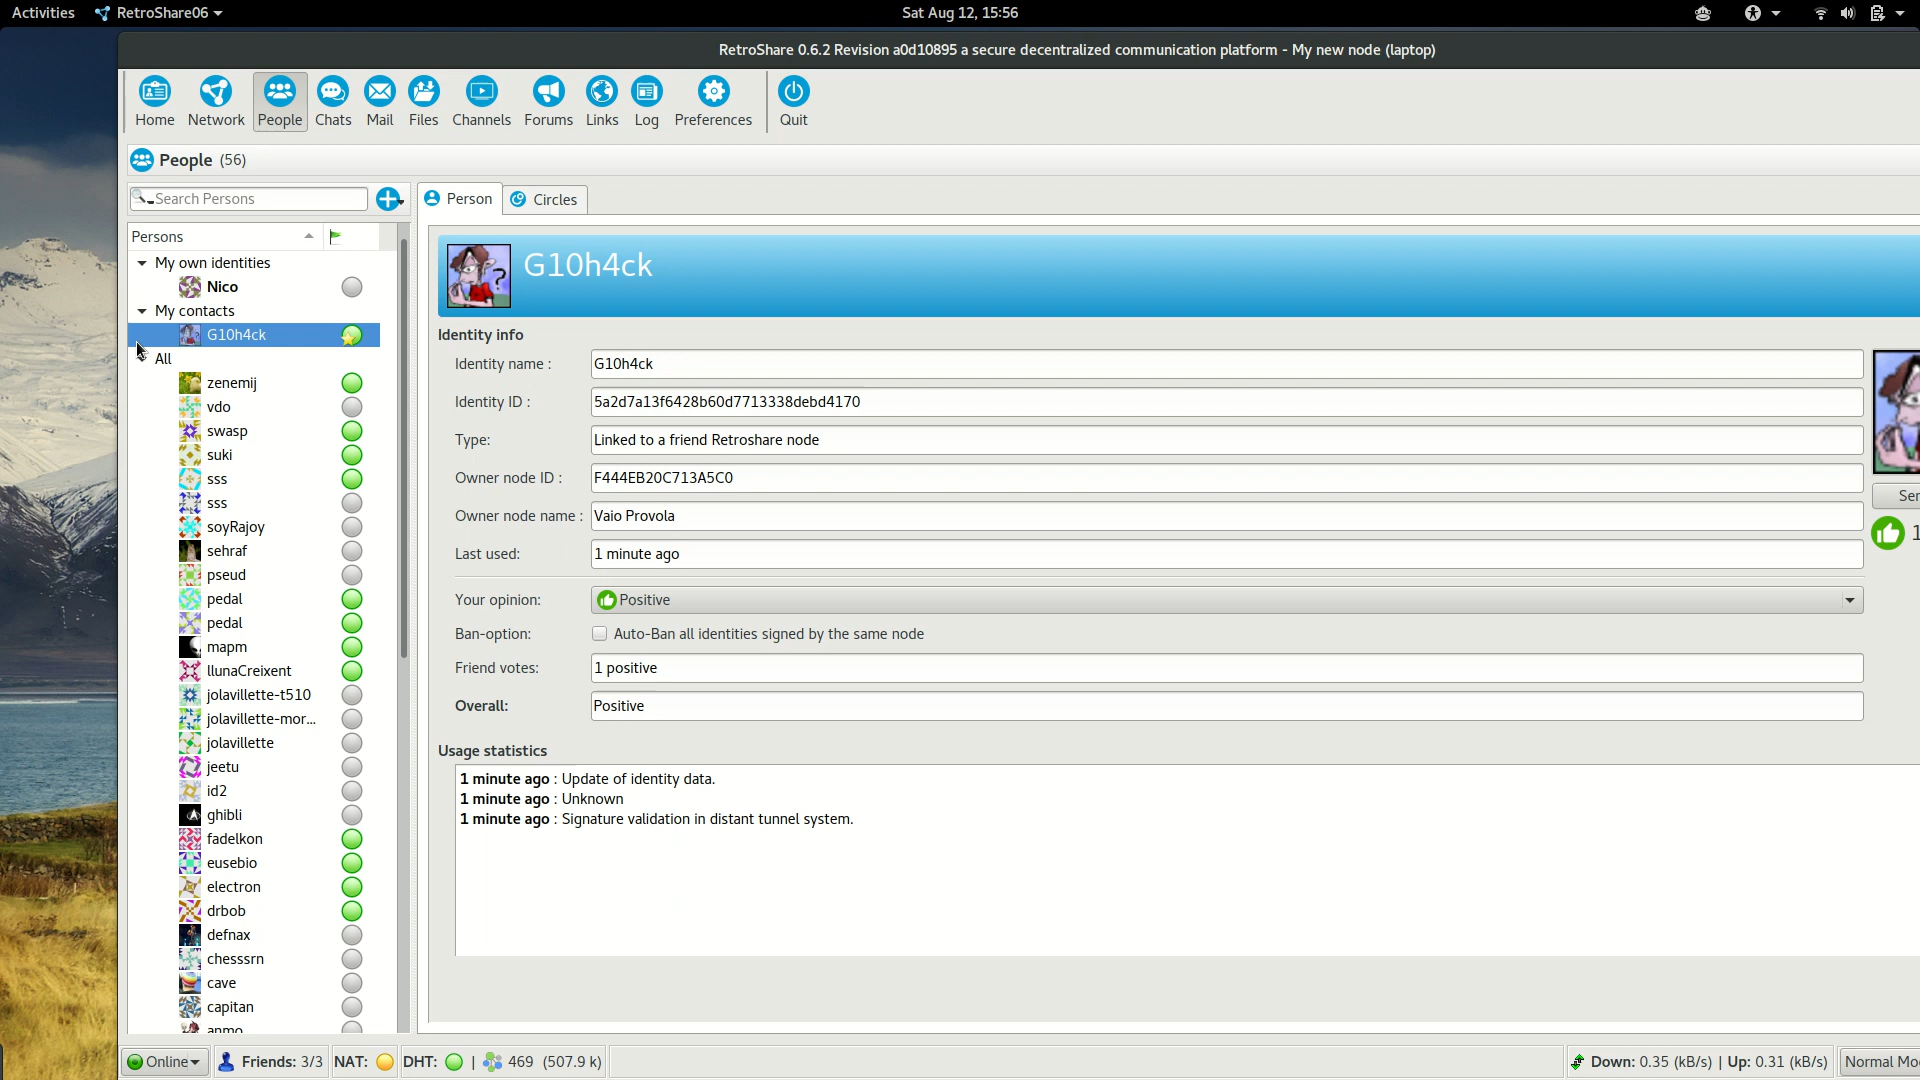 Activities RetroShare06 Sat Aug 12, 15:56
RetroShare 0.6.2 Revision a0d10895 a secure decentralized communication platform - My new node (laptop)
Home Network People Chats Mail Files Channels Forums Links Log Preferences Quit
People (56)
Search Persons
Person Circles
Persons
My own identities
Nico
My contacts
G10h4ck
All
zenemij
vdo
swasp
suki
sss
sss
soyRajoy
sehraf
pseud
pedal
pedal
mapm
llunaCreixent
jolavillette-t510
jolavillette-mor...
jolavillette
jeetu
id2
ghibli
fadelkon
eusebio
electron
drbob
defnax
chesssrn
cave
capitan
anmo
G10h4ck
Identity info
Identity name : G10h4ck
Identity ID : 5a2d7a13f6428b60d7713338debd4170
Type: Linked to a friend Retroshare node
Owner node ID : F444EB20C713A5C0
Owner node name : Vaio Provola
Last used: 1 minute ago
Your opinion: Positive
Ban-option: Auto-Ban all identities signed by the same node
Friend votes: 1 positive
Overall: Positive
Ser
1
Usage statistics
1 minute ago : Update of identity data.
1 minute ago : Unknown
1 minute ago : Signature validation in distant tunnel system.
Online Friends: 3/3 NAT: DHT: | 469 (507.9 k) Down: 0.35 (kB/s) | Up: 0.31 (kB/s) Normal Mo